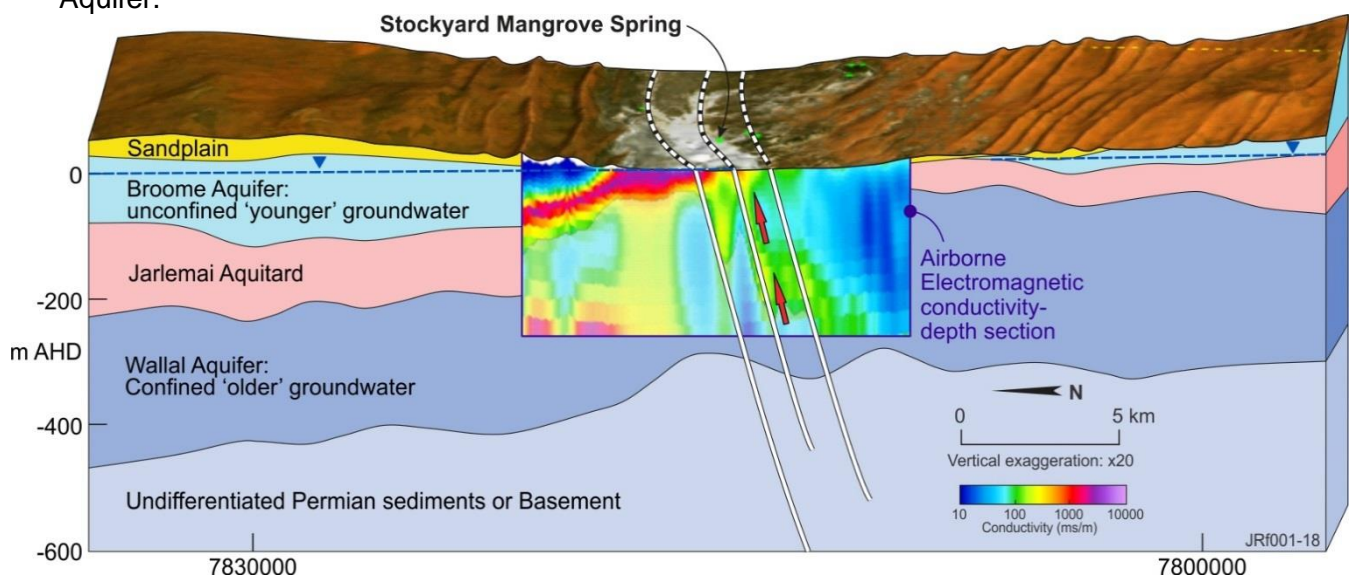 Aquifer.
Stockyard Mangrove Spring
Sandplain
0
Broome Aquifer:
unconfined ‘younger’ groundwater
Jarlemai Aquitard
-200
m AHD
Wallal Aquifer:
Confined ‘older’ groundwater
-400
Undifferentiated Permian sediments or Basement
-600
7830000
Airborne
Electromagnetic
conductivity-
depth section
N
0
5 km
Vertical exaggeration: x20
10
100
1000
10000
Conductivity (ms/m)
JRf001-18
7800000